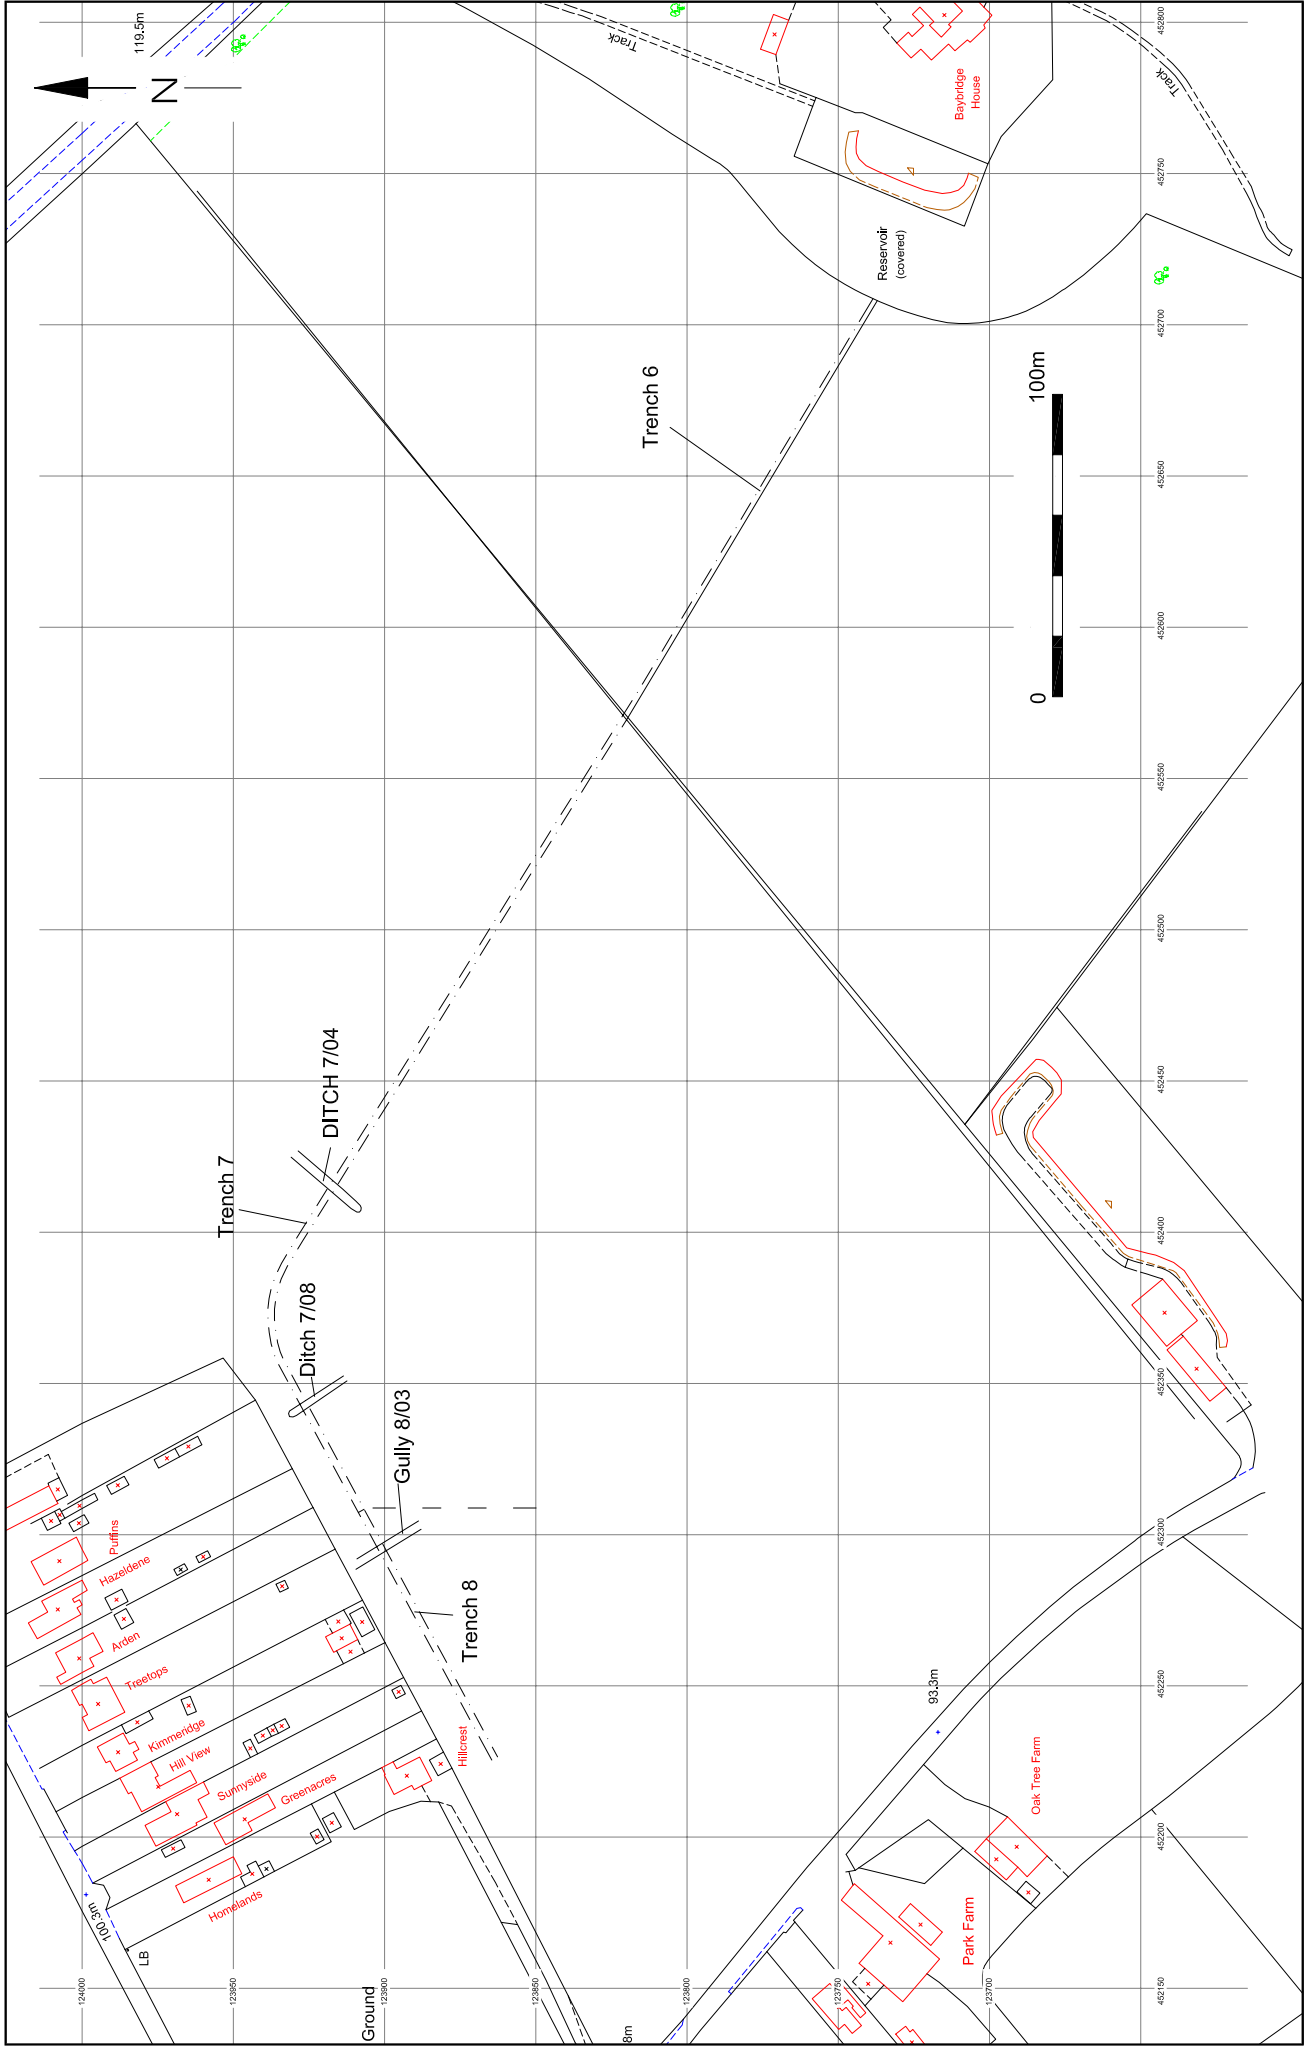 119.5m
N
Track
Baybridge
House
Track
Reservoir
(covered)
Trench 6
0
100m
Trench 7
DITCH 7/04
Ditch 7/08
Gully 8/03
Trench 8
Puffins
Hazeldene
Arden
Treetops
Kimmeridge
Hill View
Sunnyside
Greenacres
Homelands
Hillcrest
100.3m
LB
Ground
8m
93.3m
Oak Tree Farm
Park Farm
124000
123950
123900
123850
123800
123750
123700
452150
452200
452250
452300
452350
452400
452450
452500
452550
452600
452650
452700
452750
452800